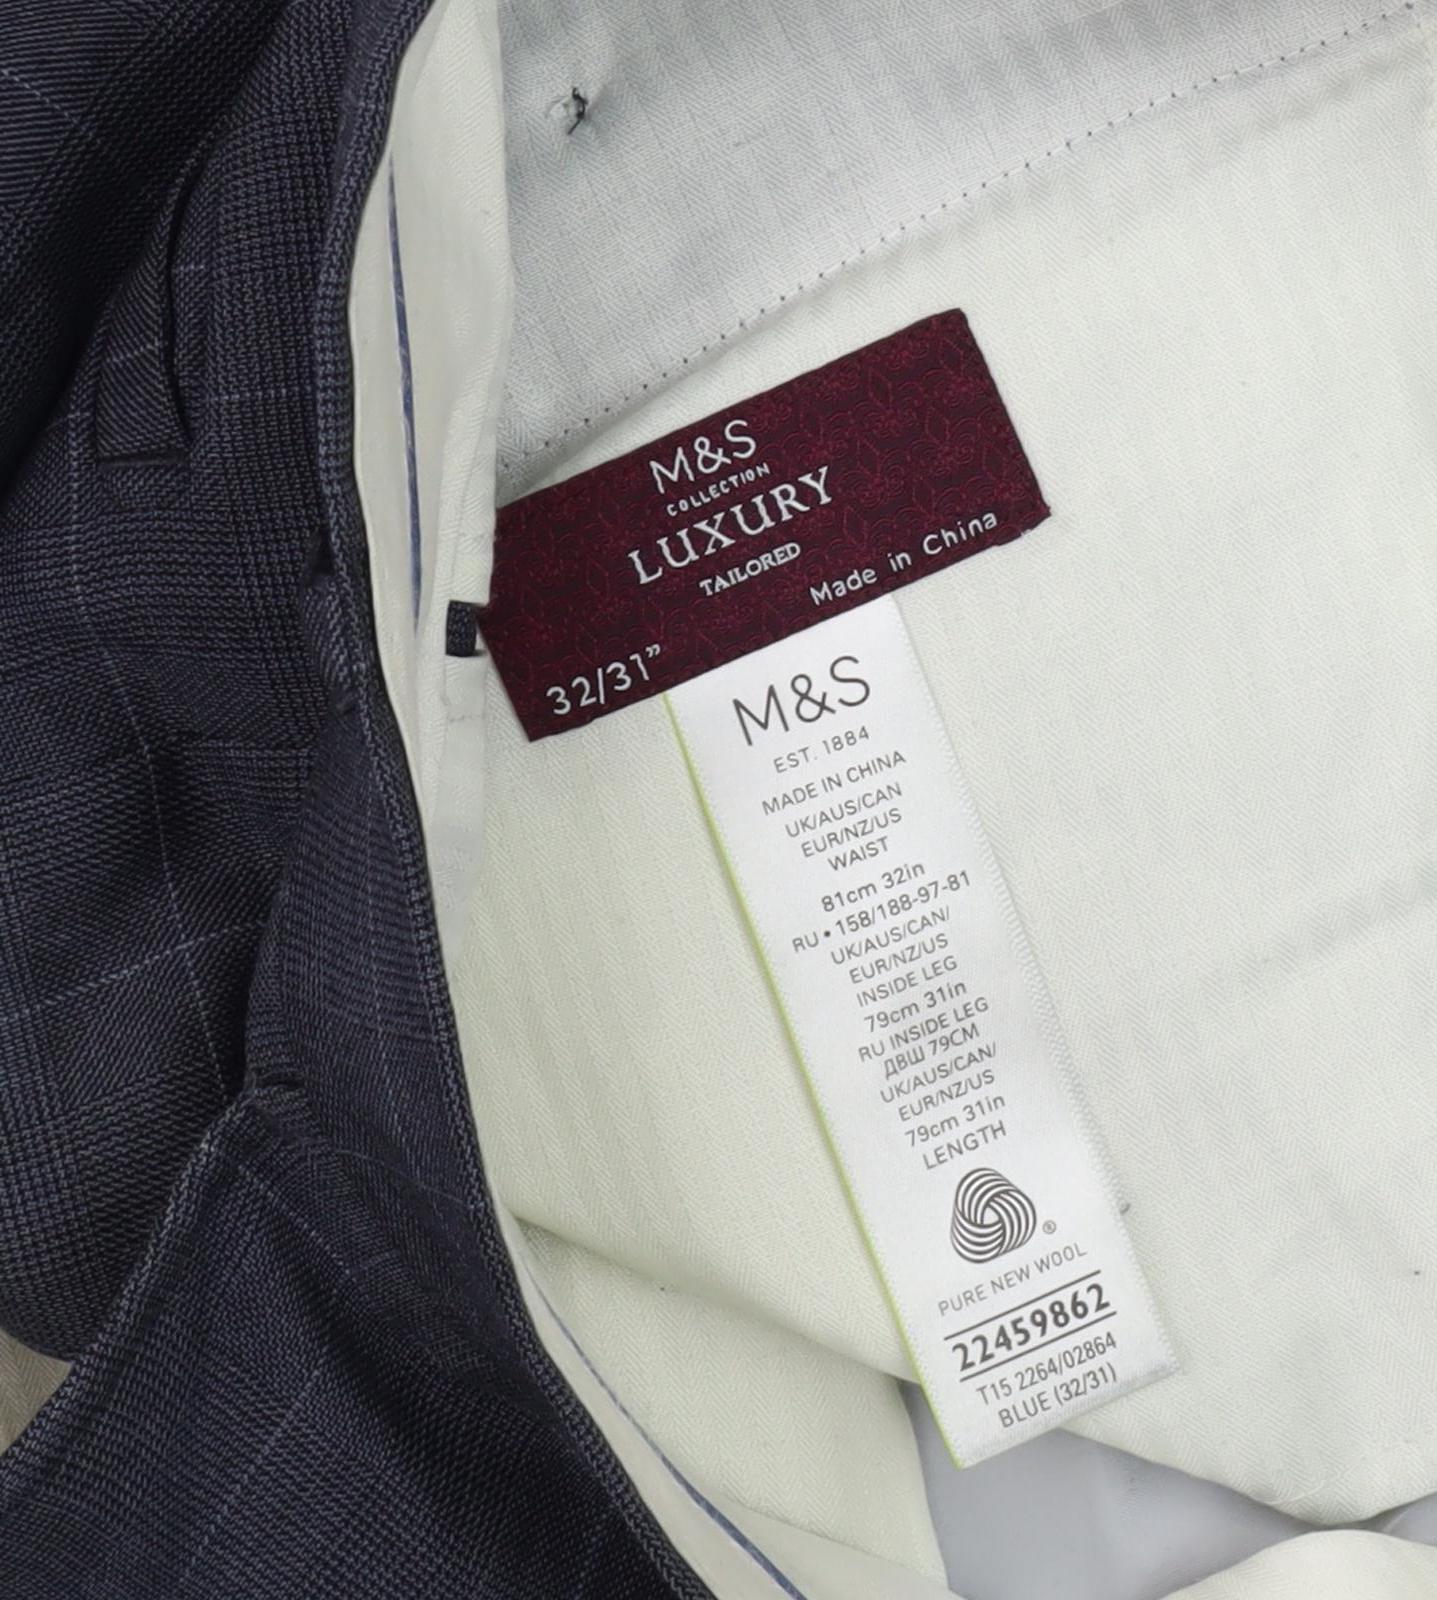 M&S
COLLECTION
LUXURY
TAILORED
Made in China
32/31”
M&S
EST. 1884
MADE IN CHINA
UK/AUS/CAN
EUR/NZ/US
WAIST
81cm 32in
RU • 158/188-97-81
UK/AUS/CAN/
EUR/NZ/US
INSIDE LEG
79cm 31in
RU INSIDE LEG
ДВШ 79СМ
UK/AUS/CAN/
EUR/NZ/US
79cm 31in
LENGTH
®
PURE NEW WOOL
22459862
T15 2264/02864
BLUE (32/31)